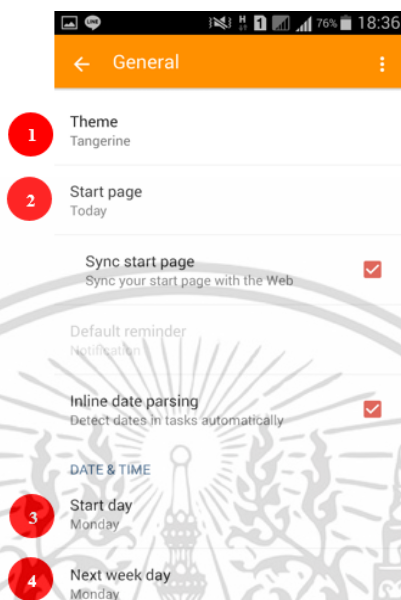 LINE 1 76% 18:36
General
1 Theme
Tangerine
2 Start page
Today
Sync start page
Sync your start page with the Web
Default reminder
Notification
Inline date parsing
Detect dates in tasks automatically
DATE & TIME
3 Start day
Monday
4 Next week day
Monday